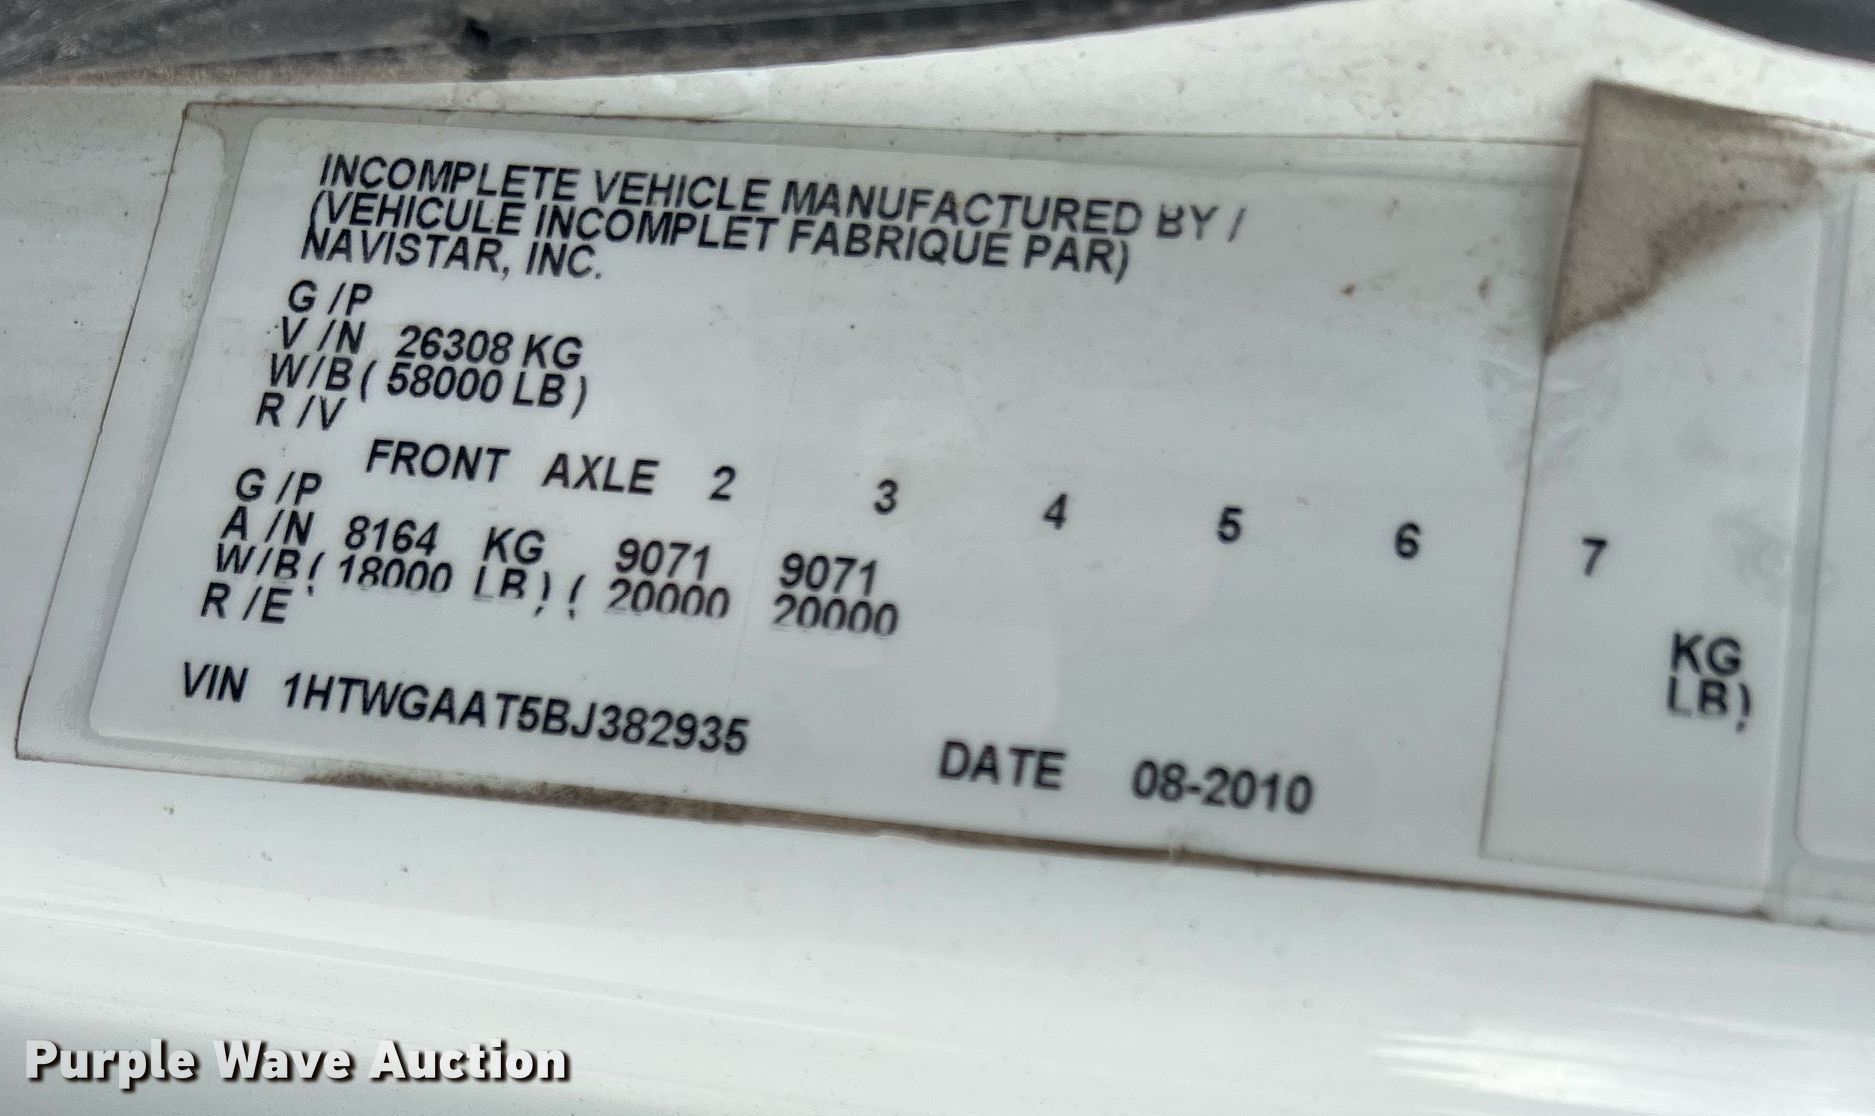 INCOMPLETE VEHICLE MANUFACTURED BY /
(VEHICULE INCOMPLET FABRIQUE PAR)
NAVISTAR, INC.
G /P
V /N 26308 KG
W/B ( 58000 LB )
R /V
FRONT AXLE 2 3 4 5 6 7
G /P
A /N 8164 KG 9071 9071 KG
W/B ( 18000 LB ) ( 20000 20000 LB )
R /E
VIN 1HTWGAAT5BJ382935
DATE 08-2010
Purple Wave Auction